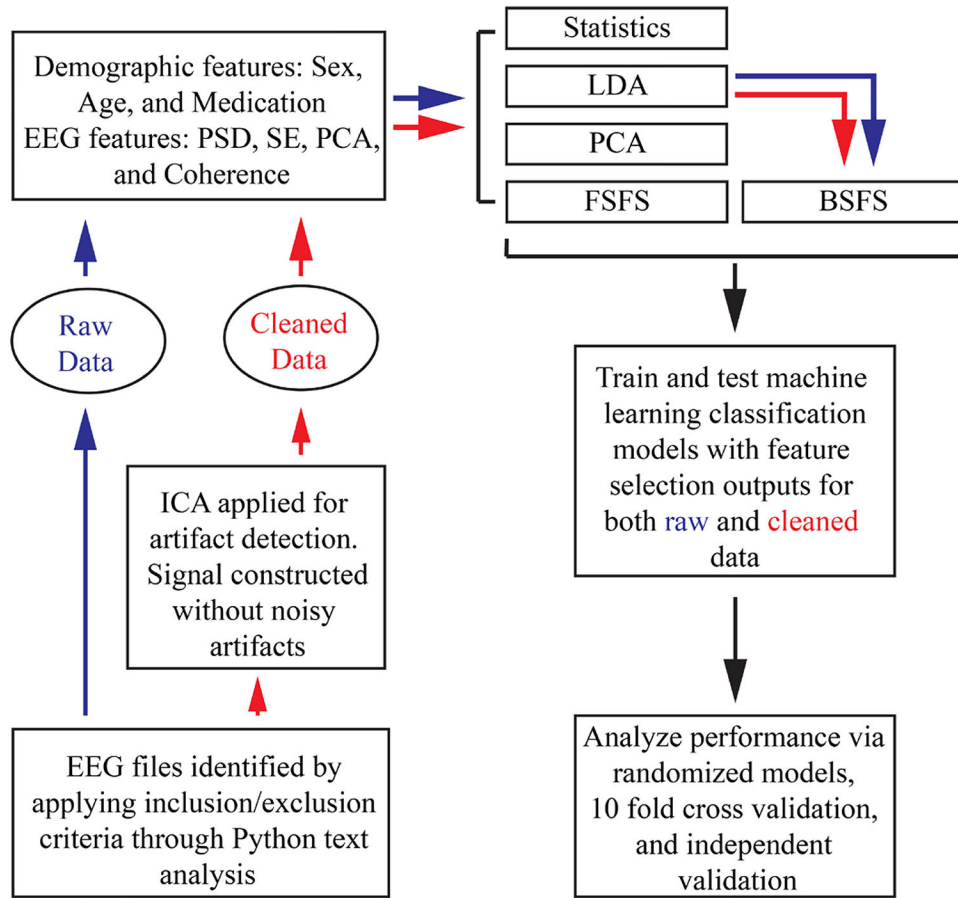 Demographic features: Sex,
Age, and Medication
EEG features: PSD, SE, PCA,
and Coherence
Statistics
LDA
PCA
FSFS
BSFS
Raw
Data
Cleaned
Data
ICA applied for
artifact detection.
Signal constructed
without noisy
artifacts
EEG files identified by
applying inclusion/exclusion
criteria through Python text
analysis
Train and test machine
learning classification
models with feature
selection outputs for
both raw and cleaned
data
Analyze performance via
randomized models,
10 fold cross validation,
and independent
validation